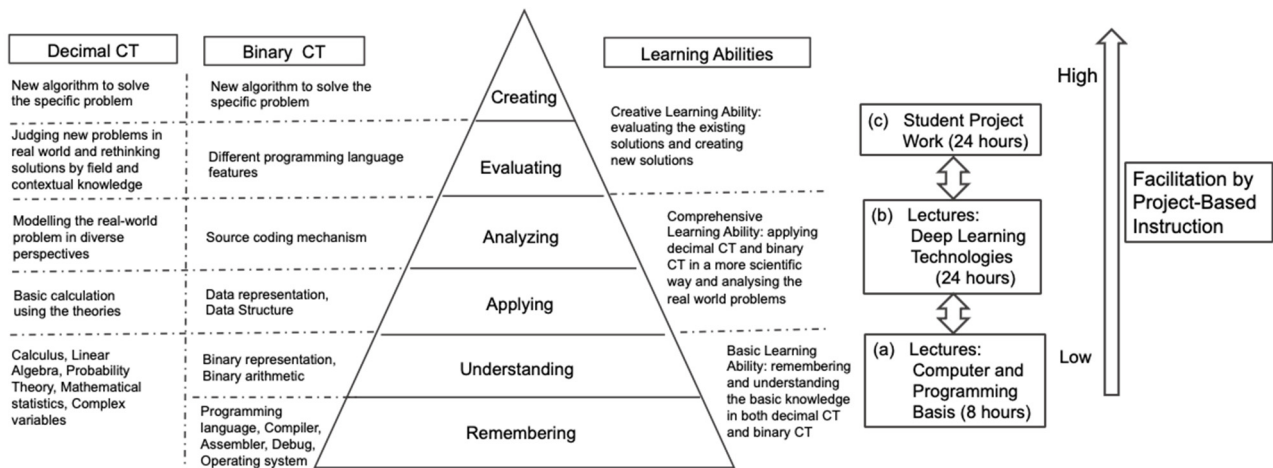 Decimal CT
New algorithm to solve
the specific problem
Judging new problems in
real world and rethinking
solutions by field and
contextual knowledge
Modelling the real-world
problem in diverse
perspectives
Basic calculation
using the theories
Calculus, Linear
Algebra, Probability
Theory, Mathematical
statistics, Complex
variables
Binary CT
New algorithm to solve the
specific problem
Different programming language
features
Source coding mechanism
Data representation,
Data Structure
Binary representation,
Binary arithmetic
Programming
language, Compiler,
Assembler, Debug,
Operating system
Creating
Evaluating
Analyzing
Applying
Understanding
Remembering
Learning Abilities
Creative Learning Ability:
evaluating the existing
solutions and creating
new solutions
Comprehensive
Learning Ability: applying
decimal CT and binary
CT in a more scientific
way and analysing the
real world problems
Basic Learning
Ability: remembering
and understanding
the basic knowledge
in both decimal CT
and binary CT
(c) Student Project
Work (24 hours)
(b) Lectures:
Deep Learning
Technologies
(24 hours)
(a) Lectures:
Computer and
Programming
Basis (8 hours)
High
Low
Facilitation by
Project-Based
Instruction